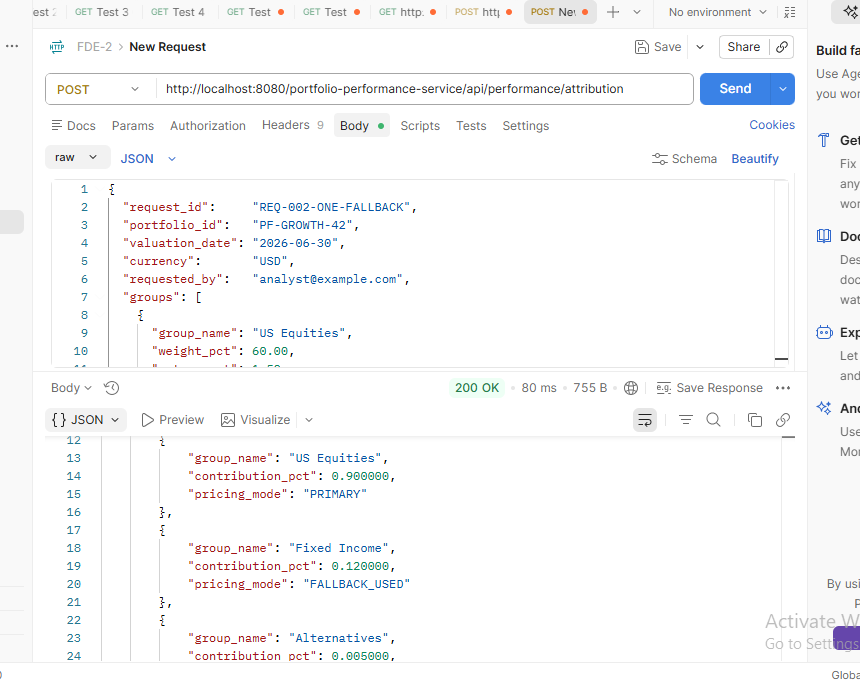 est 2 GET Test 3 GET Test 4 GET Test GET Test GET http. POST htt POST Nev No environment
FDE-2 > New Request Save Share Build fa
HTTP
Use Age
you wor
POST http://localhost:8080/portfolio-performance-service/api/performance/attribution Send
Docs Params Authorization Headers 9 Body Scripts Tests Settings Cookies
raw JSON Schema Beautify
Get
Fix
any
wor
1 {
2 "request_id": "REQ-002-ONE-FALLBACK",
3 "portfolio_id": "PF-GROWTH-42",
4 "valuation_date": "2026-06-30",
5 "currency": "USD",
6 "requested_by": "analyst@example.com",
7 "groups": [
8 {
9 "group_name": "US Equities",
10 "weight_pct": 60.00,
Doc
Des
doc
wat
Exp
Let
and
Body 200 OK • 80 ms • 755 B • e.g. Save Response
{} JSON Preview Visualize
And
Use
Mor
12 {
13 "group_name": "US Equities",
14 "contribution_pct": 0.900000,
15 "pricing_mode": "PRIMARY"
16 },
17 {
18 "group_name": "Fixed Income",
19 "contribution_pct": 0.120000,
20 "pricing_mode": "FALLBACK_USED"
21 },
22 {
23 "group_name": "Alternatives",
24 "contribution_pct": 0.005000,
By usi
P
Activate W
Go to Settings
Globa